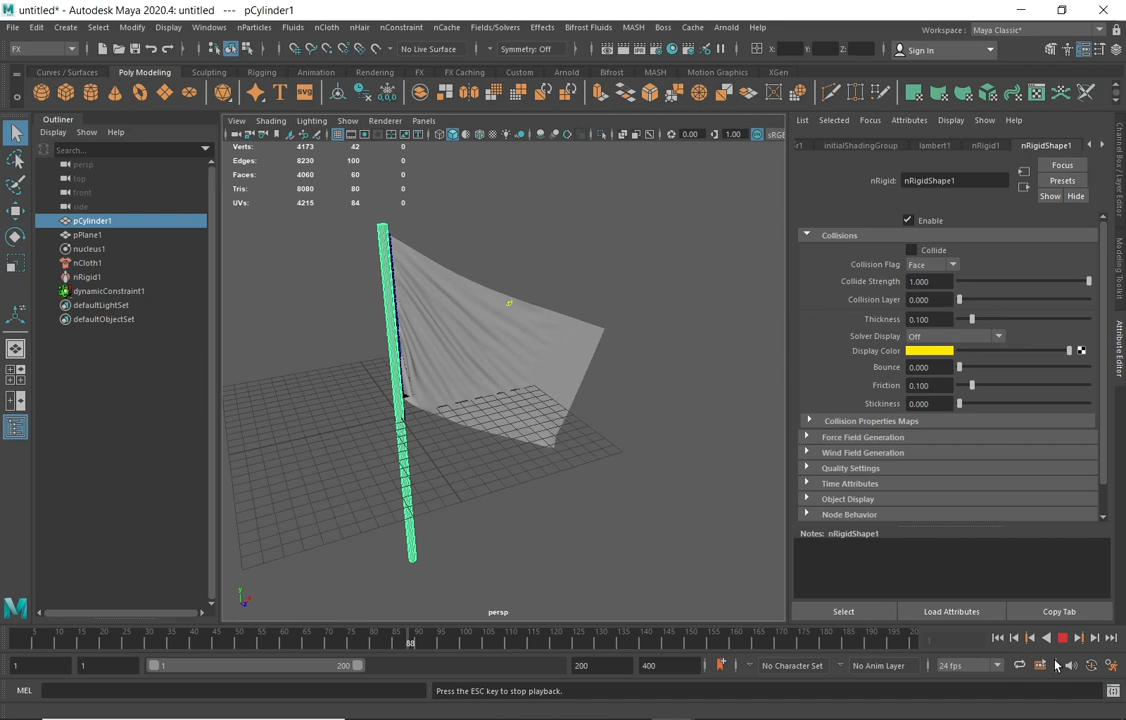 untitled* - Autodesk Maya 2020.4: untitled --- pCylinder1
File Edit Create Select Modify Display Windows nParticles Fluids nCloth nHair nConstraint nCache Fields/Solvers Effects Bifrost Fluids MASH Boss Cache Arnold Help
Workspace : Maya Classic*
FX No Live Surface Symmetry: Off X: Y: Z: Sign In
Curves / Surfaces Poly Modeling Sculpting Rigging Animation Rendering FX FX Caching Custom Arnold Bifrost MASH Motion Graphics XGen
Outliner
Display Show Help
Search...
persp
top
front
side
pCylinder1
pPlane1
nucleus1
nCloth1
nRigid1
dynamicConstraint1
defaultLightSet
defaultObjectSet
View Shading Lighting Show Renderer Panels
0.00 1.00 sRGB
Verts: 4173 42 0
Edges: 8230 100 0
Faces: 4060 60 0
Tris: 8080 80 0
UVs: 4215 84 0
persp
List Selected Focus Attributes Display Show Help
initialShadingGroup lambert1 nRigid1 nRigidShape1
Focus
nRigid: nRigidShape1
Presets
Show Hide
Enable
Collisions
Collide
Collision Flag Face
Collide Strength 1.000
Collision Layer 0.000
Thickness 0.100
Solver Display Off
Display Color
Bounce 0.000
Friction 0.100
Stickiness 0.000
Collision Properties Maps
Force Field Generation
Wind Field Generation
Quality Settings
Time Attributes
Object Display
Node Behavior
Notes: nRigidShape1
Select Load Attributes Copy Tab
Channel Box / Layer Editor
Modeling Toolkit
Attribute Editor
5 10 15 20 25 30 35 40 45 50 55 60 65 70 75 80 85 90 95 100 105 110 115 120 125 130 135 140 145 150 155 160 165 170 175 180 185 190 195 20
88
1
1 1 1 200 200 400 No Character Set No Anim Layer 24 fps
MEL Press the ESC key to stop playback.